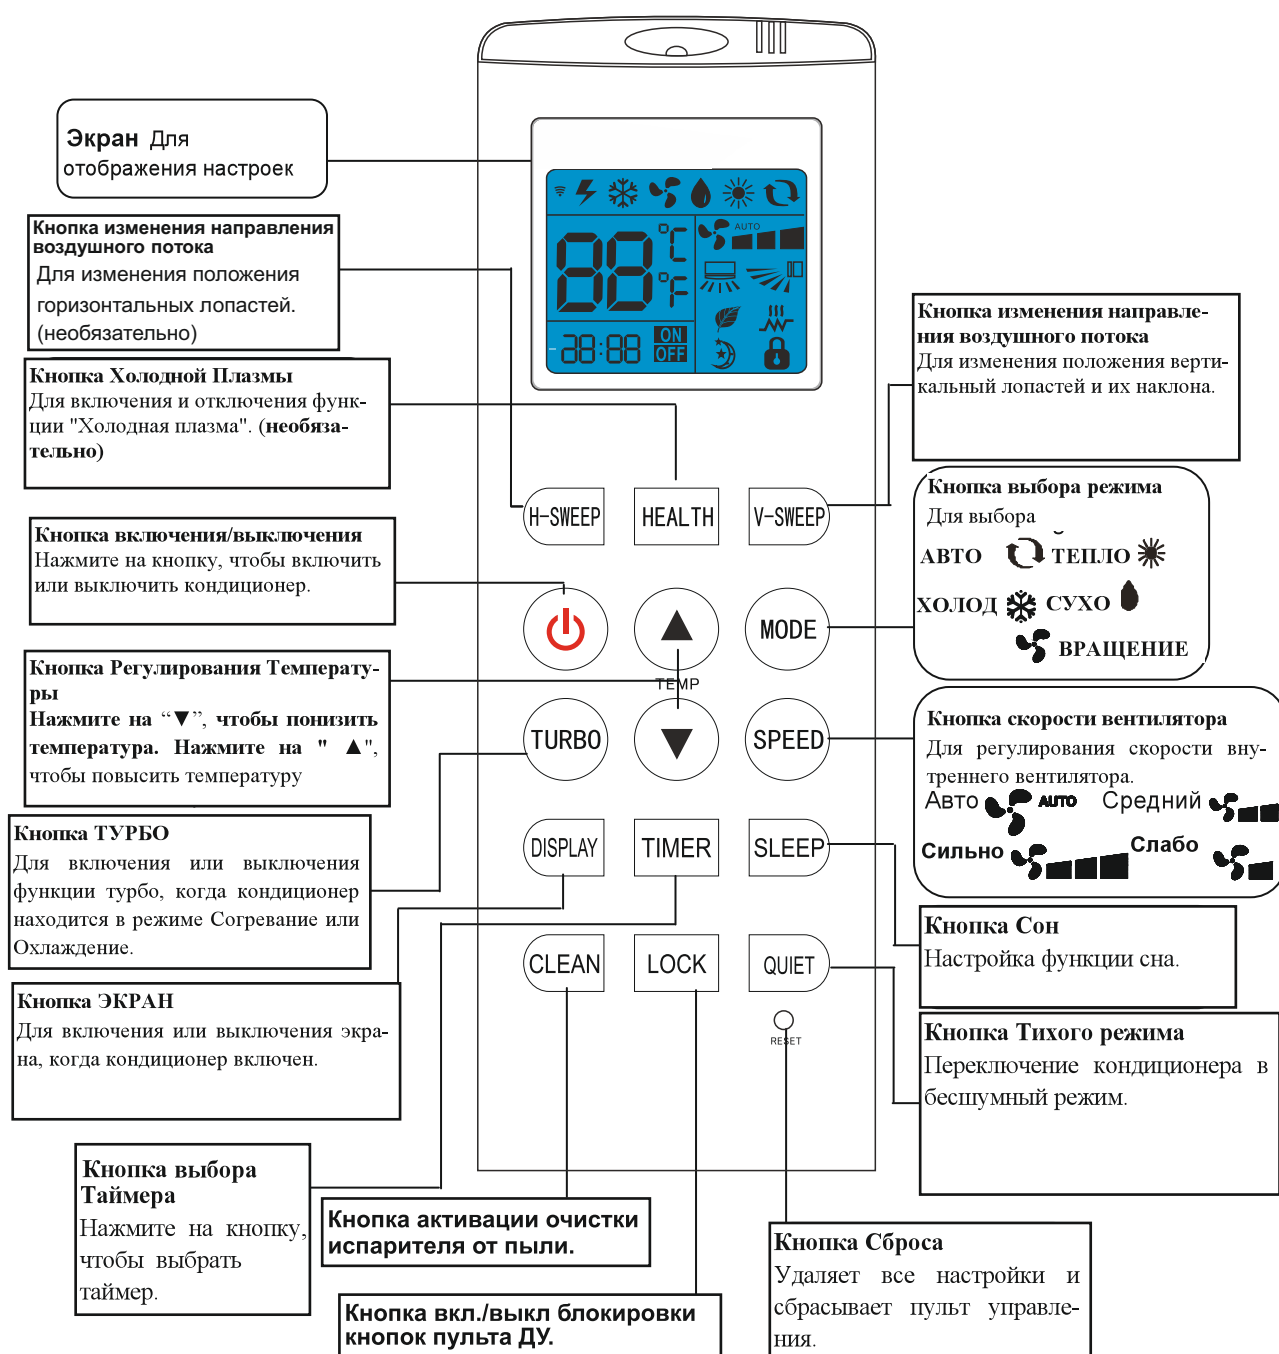 Экран Для
отображения настроек
Кнопка изменения направления
воздушного потока
Для изменения положения
горизонтальных лопастей.
(необязательно)
Кнопка Холодной Плазмы
Для включения и отключения функ-
ции "Холодная плазма". (необяза-
тельно)
Кнопка включения/выключения
Нажмите на кнопку, чтобы включить
или выключить кондиционер.
Кнопка Регулирования Температу-
ры
Нажмите на “▼”, чтобы понизить
температура. Нажмите на " ▲",
чтобы повысить температуру
Кнопка ТУРБО
Для включения или выключения
функции турбо, когда кондиционер
находится в режиме Согревание или
Охлаждение.
Кнопка ЭКРАН
Для включения или выключения экра-
на, когда кондиционер включен.
Кнопка выбора
Таймера
Нажмите на кнопку,
чтобы выбрать
таймер.
Кнопка активации очистки
испарителя от пыли.
Кнопка вкл./выкл блокировки
кнопок пульта ДУ.
AUTO
88 °C
°F
88:88 ON
OFF
H-SWEEP HEALTH V-SWEEP
MODE
TEMP
TURBO SPEED
DISPLAY TIMER SLEEP
CLEAN LOCK QUIET
RESET
Кнопка изменения направле-
ния воздушного потока
Для изменения положения верти-
кальный лопастей и их наклона.
Кнопка выбора режима
Для выбора
АВТО ТЕПЛО
ХОЛОД СУХО
ВРАЩЕНИЕ
Кнопка скорости вентилятора
Для регулирования скорости вну-
треннего вентилятора.
Авто AUTO Средний
Сильно Слабо
Кнопка Сон
Настройка функции сна.
Кнопка Тихого режима
Переключение кондиционера в
бесшумный режим.
Кнопка Сброса
Удаляет все настройки и
сбрасывает пульт управле-
ния.